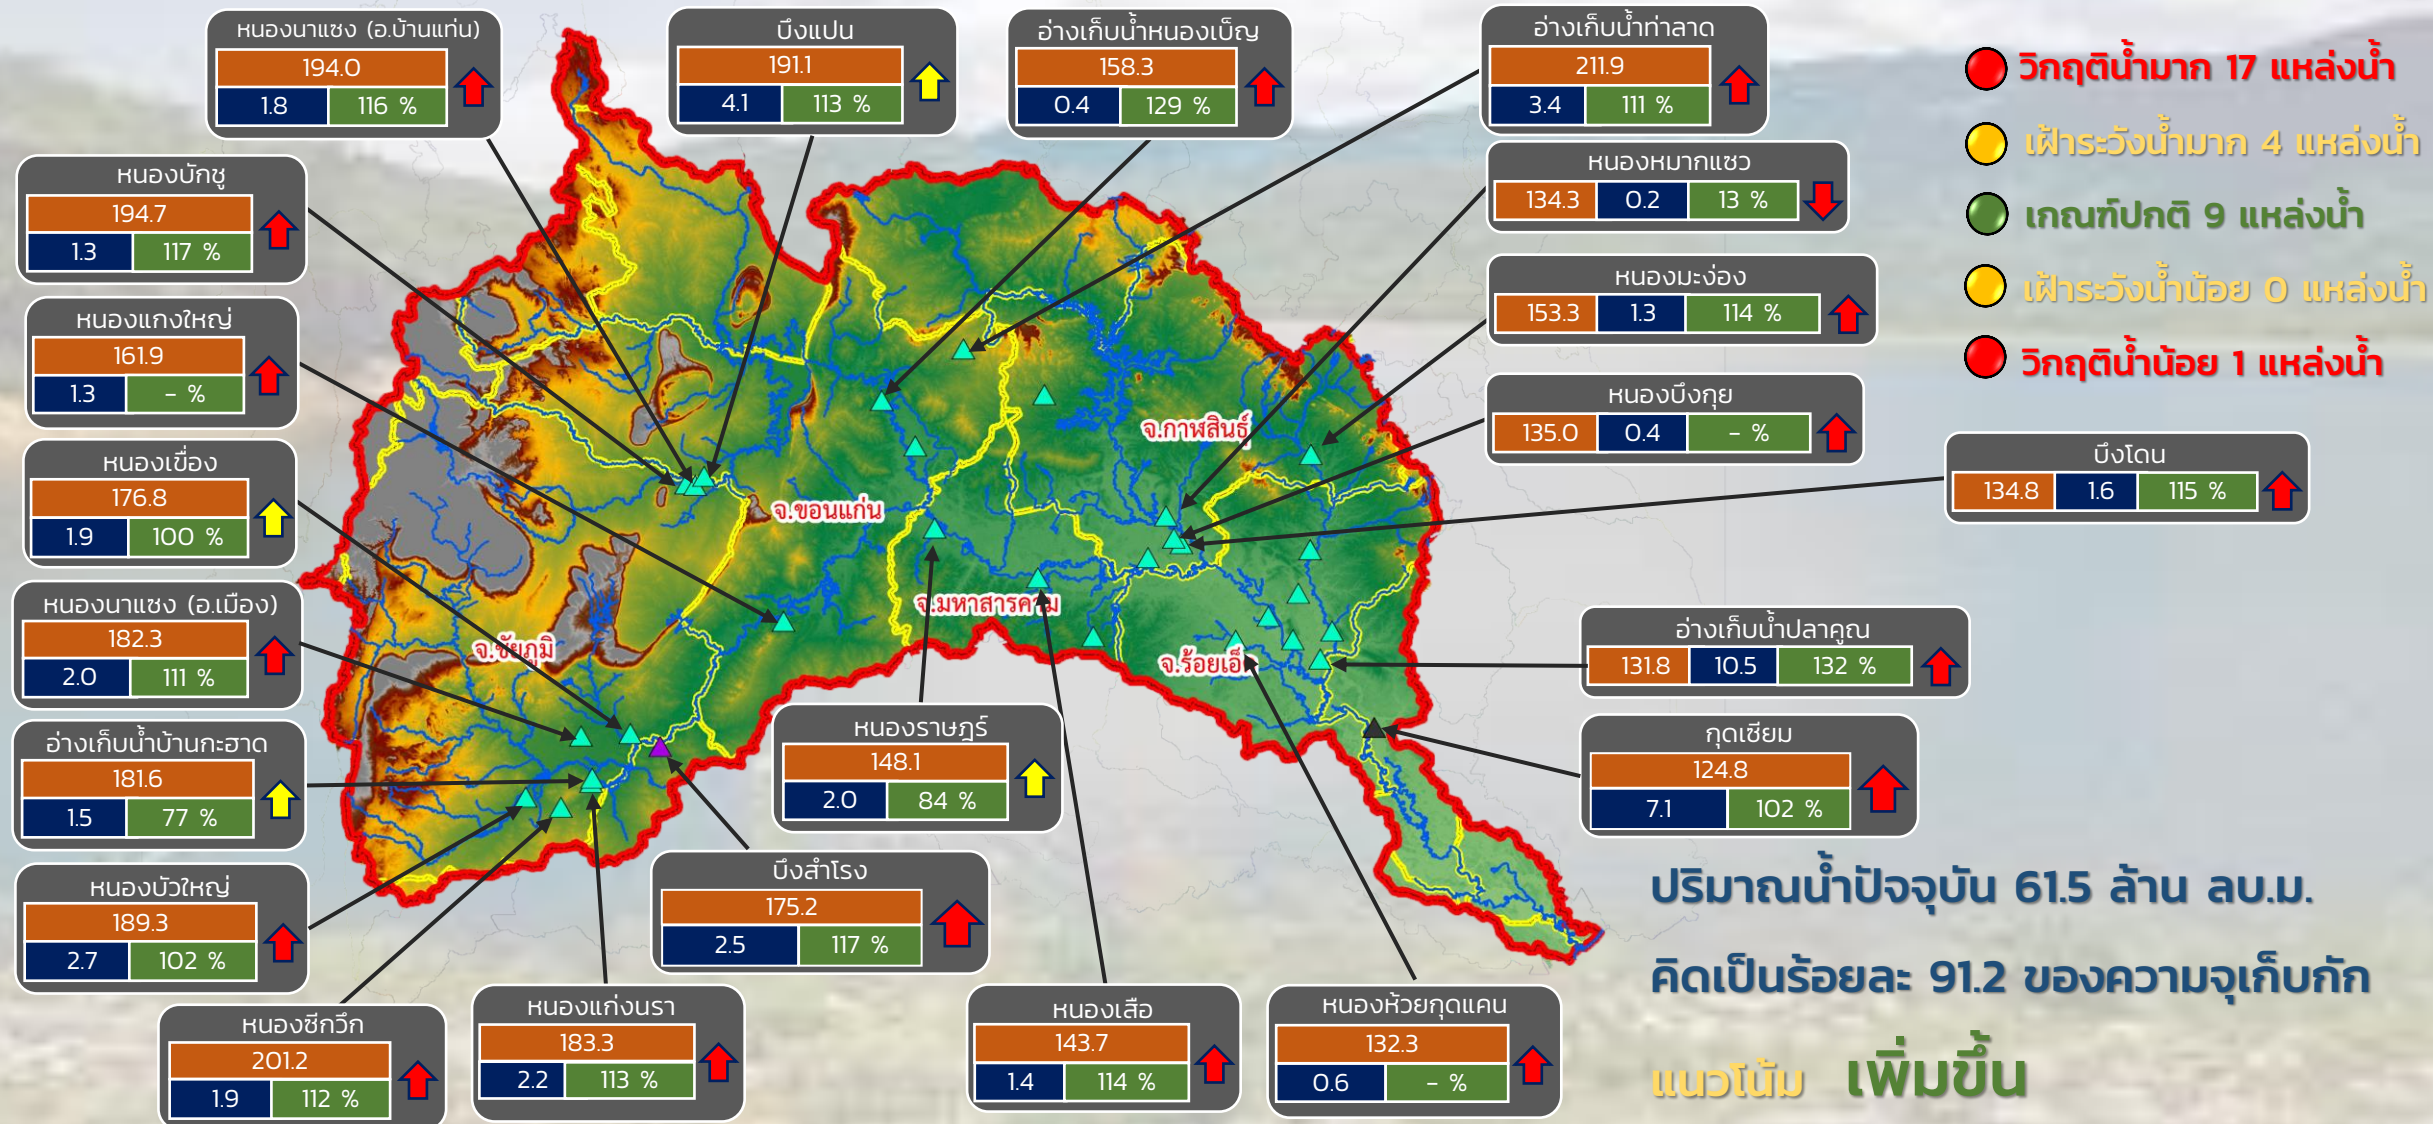 หนองนาแซง (อ.บ้านแท่น)
194.0
1.8 116 %
บึงแปน
191.1
4.1 113 %
อ่างเก็บน้ำหนองเบ็ญ
158.3
0.4 129 %
อ่างเก็บน้ำท่าลาด
211.9
3.4 111 %
วิกฤติน้ำมาก 17 แหล่งน้ำ
เฝ้าระวังน้ำมาก 4 แหล่งน้ำ
เกณฑ์ปกติ 9 แหล่งน้ำ
เฝ้าระวังน้ำน้อย 0 แหล่งน้ำ
วิกฤติน้ำน้อย 1 แหล่งน้ำ
หนองบักชู
194.7
1.3 117 %
หนองหมากแซว
134.3 0.2 13 %
หนองมะง่อง
153.3 1.3 114 %
หนองแกงใหญ่
161.9
1.3 - %
หนองบึงกุย
135.0 0.4 - %
บึงโดน
134.8 1.6 115 %
หนองเขื่อง
176.8
1.9 100 %
จ.กาฬสินธุ์
จ.ขอนแก่น
จ.มหาสารคาม
จ.ชัยภูมิ
จ.ร้อยเอ็ด
หนองนาแซง (อ.เมือง)
182.3
2.0 111 %
อ่างเก็บน้ำปลาคูณ
131.8 10.5 132 %
อ่างเก็บน้ำบ้านกะฮาด
181.6
1.5 77 %
หนองราษฎร์
148.1
2.0 84 %
กุดเซียม
124.8
7.1 102 %
หนองบัวใหญ่
189.3
2.7 102 %
บึงสำโรง
175.2
2.5 117 %
หนองซีกวึก
201.2
1.9 112 %
หนองแก่งนรา
183.3
2.2 113 %
หนองเสือ
143.7
1.4 114 %
หนองห้วยกุดแคน
132.3
0.6 - %
ปริมาณน้ำปัจจุบัน 61.5 ล้าน ลบ.ม.
คิดเป็นร้อยละ 91.2 ของความจุเก็บกัก
แนวโน้ม เพิ่มขึ้น